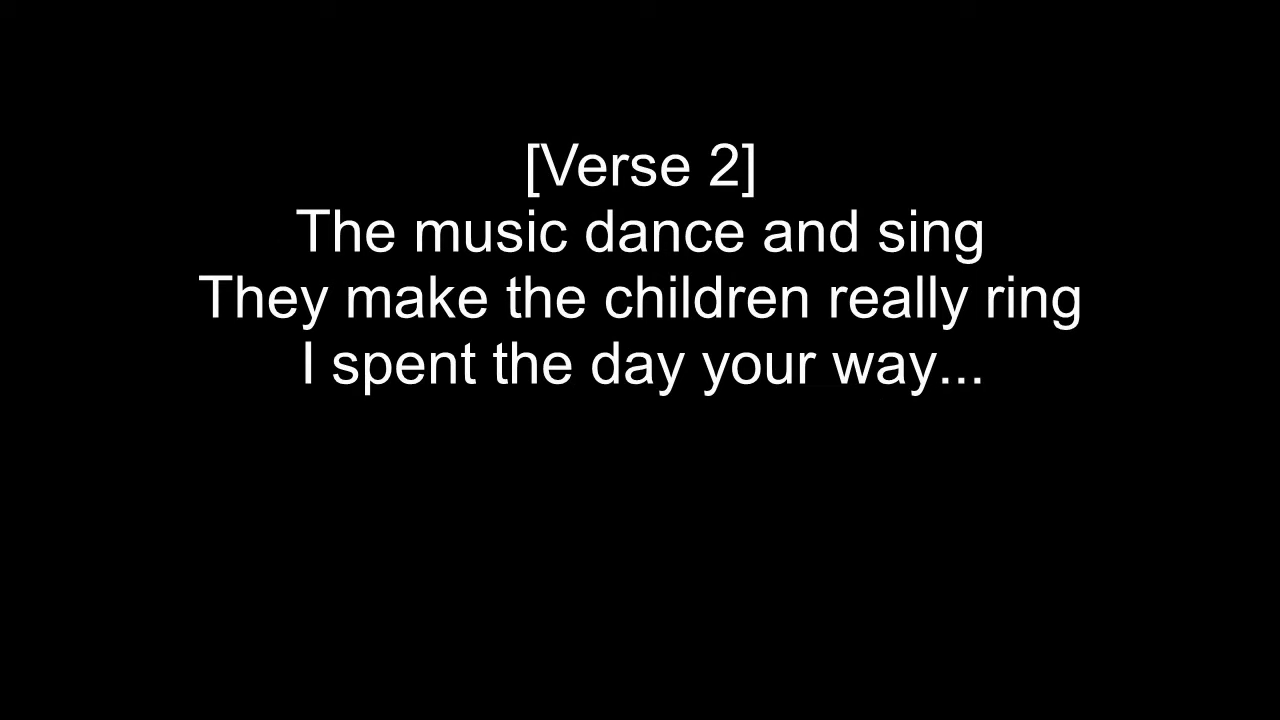 [Verse 2]
The music dance and sing
They make the children really ring
I spent the day your way...